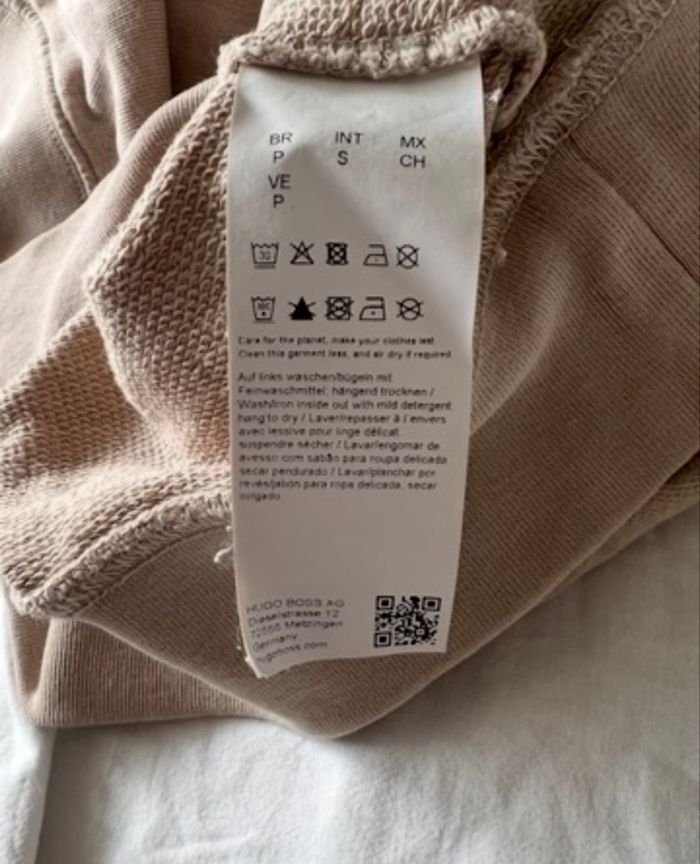 BR INT MX
P S CH
VE
P
30
Care for the planet, make your clothes last.
Clean this garment less, and air dry if required.
Auf links waschen/bügeln mit
Feinwaschmittel; hängend trocknen /
Wash/iron inside out with mild detergent,
hang to dry / Laver/repasser à l'envers
avec lessive pour linge délicat,
suspendre sécher / Lavar/engomar de
avesso com sabão para roupa delicada
secar pendurado / Lavar/planchar por
revés/jabón para ropa delicada, secar
colgado
HUGO BOSS AG
Dieselstrasse 12
72555 Metzingen
Germany
hugoboss.com